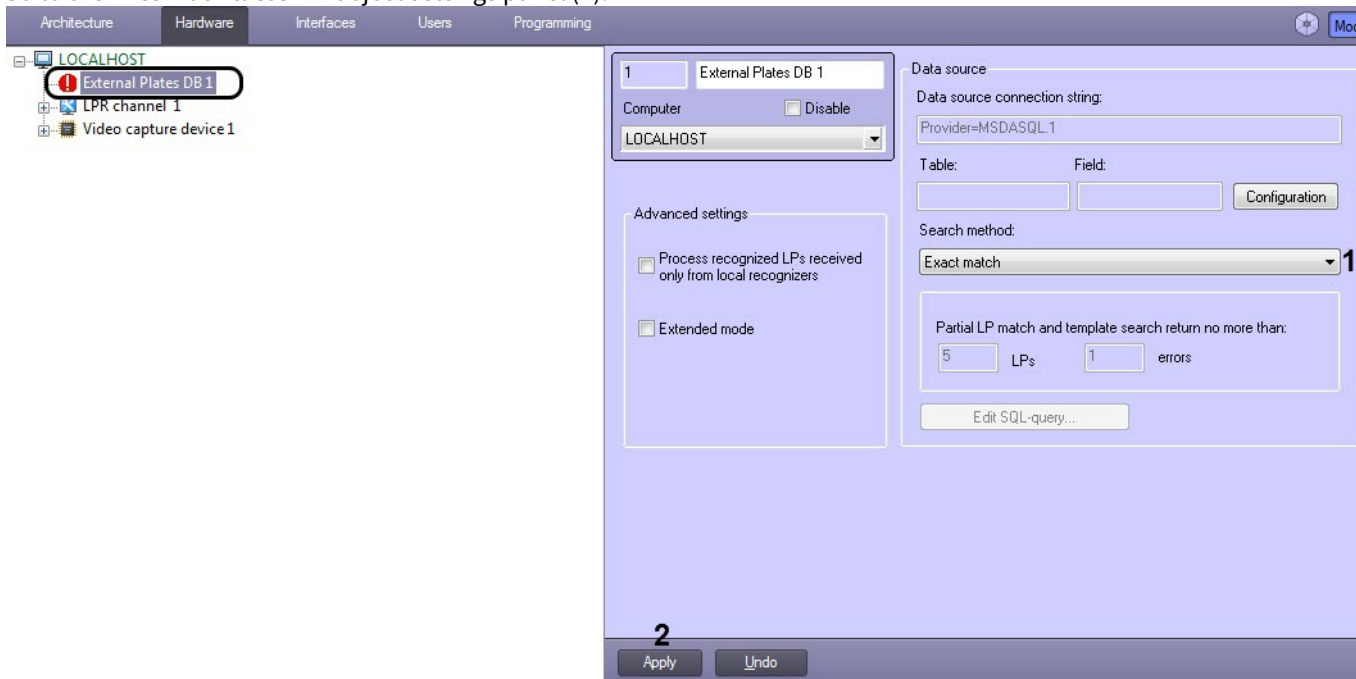 Architecture Hardware Interfaces Users Programming
LOCALHOST
External Plates DB 1
LPR channel 1
Video capture device 1
1 External Plates DB 1
Computer Disable
LOCALHOST
Advanced settings
Process recognized LPs received
only from local recognizers
Extended mode
Data source
Data source connection string:
Provider=MSDASQL.1
Table: Field:
Configuration
Search method:
Exact match 1
Partial LP match and template search return no more than:
5 LPs 1 errors
Edit SQL-query...
2
Apply Undo